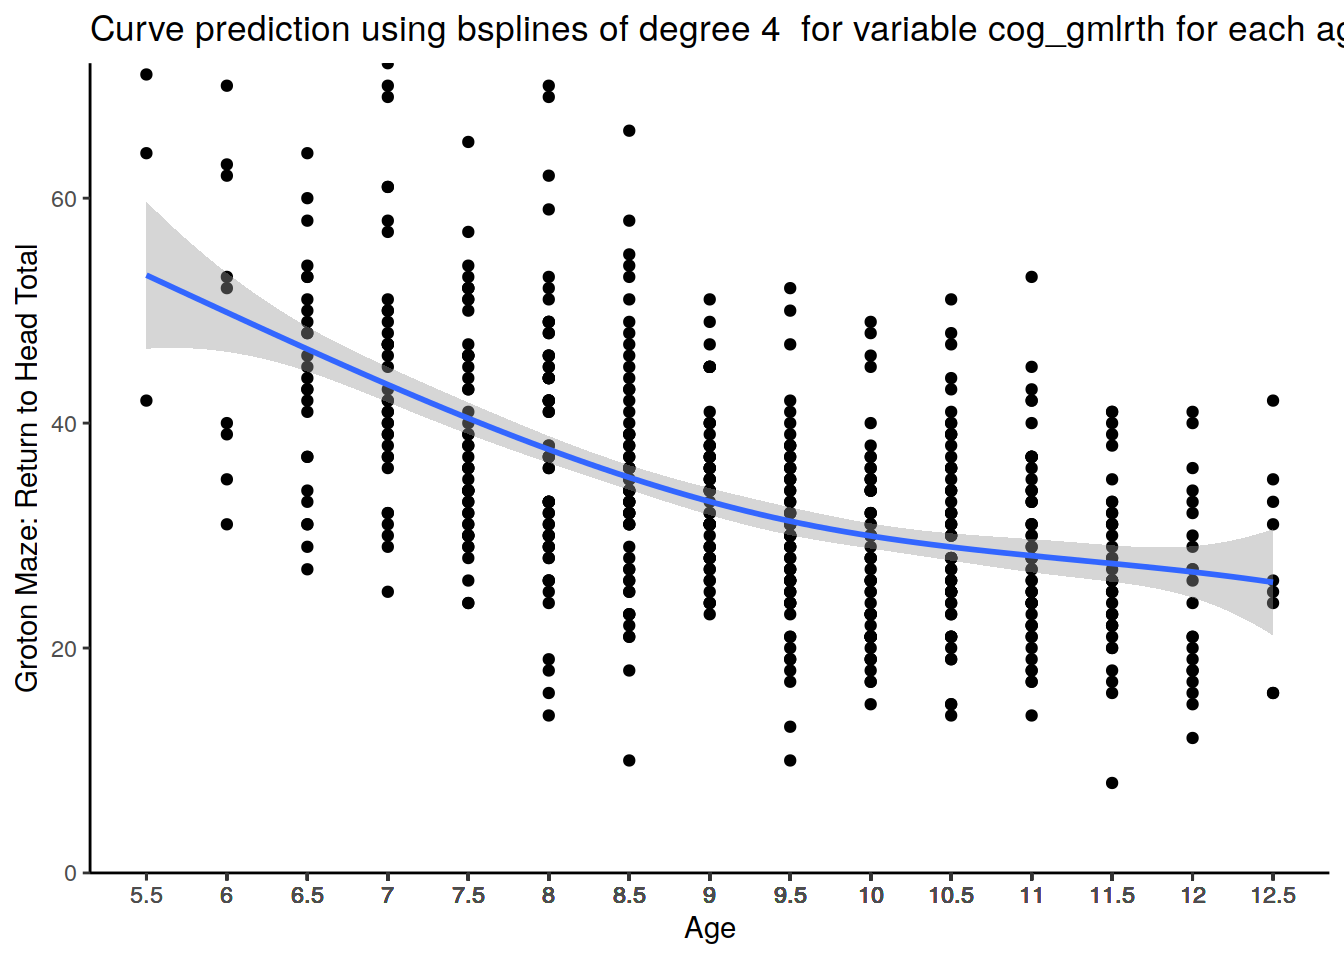 Curve prediction using bsplines of degree 4  for variable cog_gmlrth for each ag
Groton Maze: Return to Head Total
60
40
20
0
5.5 6 6.5 7 7.5 8 8.5 9 9.5 10 10.5 11 11.5 12 12.5
Age